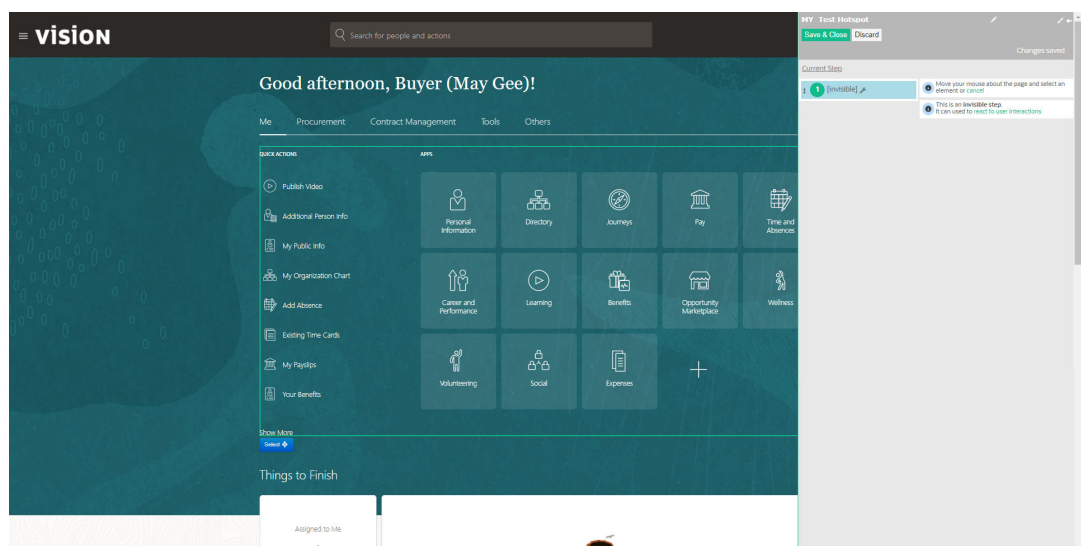 VISION
Search for people and actions
Good afternoon, Buyer (May Gee)!
Me Procurement Contract Management Tools Others
QUICK ACTIONS
Publish Video
Additional Person Info
My Public Info
My Organization Chart
Add Absence
Existing Time Cards
My Payslips
Your Benefits
Show More
Select
APPS
Personal
Information
Directory
Journeys
Pay
Time and
Absences
Career and
Performance
Learning
Benefits
Opportunity
Marketplace
Wellness
Volunteering
Social
Expenses
Things to Finish
Assigned to Me
MY Test Hotspot
Save & Close Discard
Changes saved
Current Step
1 [invisible]
Move your mouse about the page and select an
element or cancel
This is an invisible step.
It can used to react to user interactions